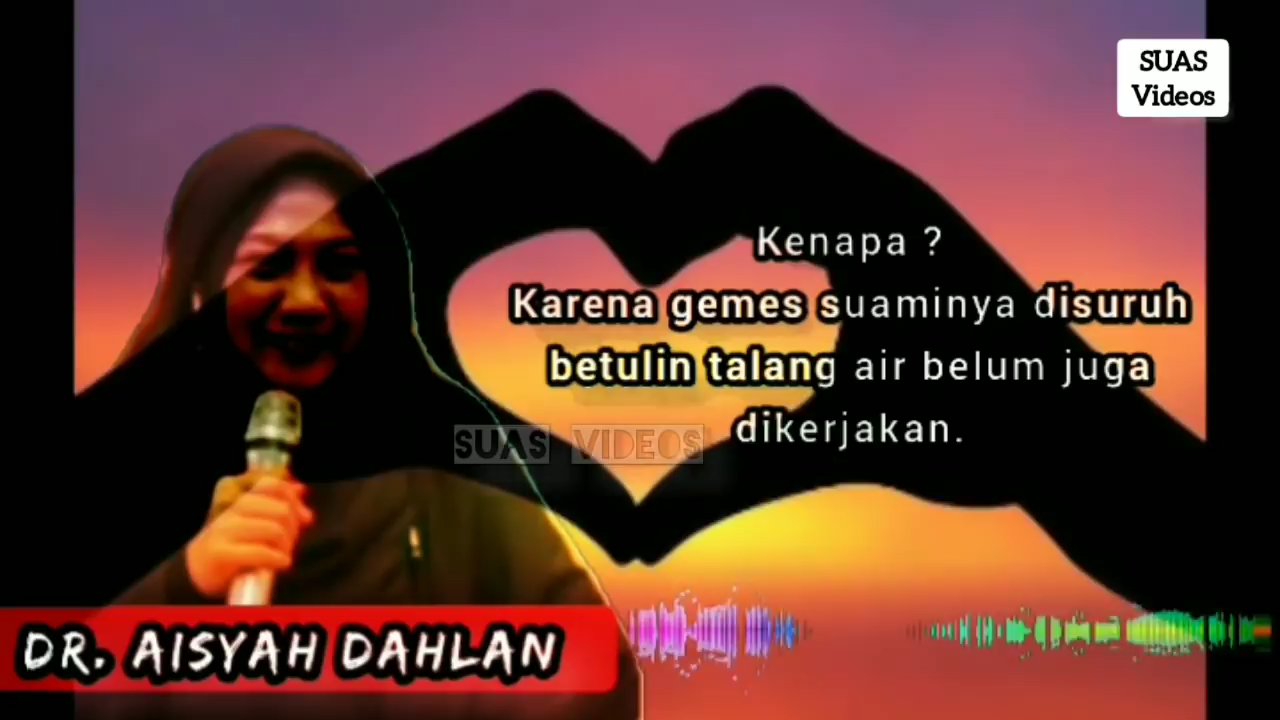 SUAS
Videos
Kenapa ?
Karena gemes suaminya disuruh
betulin talang air belum juga
dikerjakan.
SUAS VIDEOS
DR. AISYAH DAHLAN